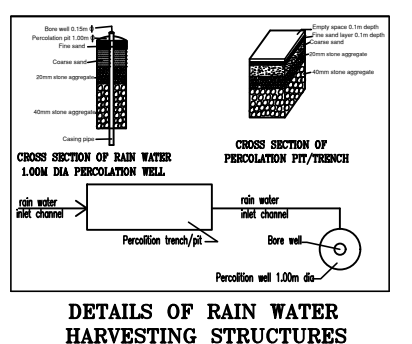 Bore well 0.15m ϕ
Percolation pit 1.00m ϕ
Fine sand
Coarse sand
20mm stone aggregate
40mm stone aggregate
Casing pipe
CROSS SECTION OF RAIN WATER
1.00M DIA PERCOLATION WELL
Empty space 0.1m depth
Fine sand layer 0.1m depth
Coarse sand
20mm stone aggregate
40mm stone aggregate
CROSS SECTION OF
PERCOLATION PIT/TRENCH
rain water
inlet channel
Percolition trench/pit
rain water
inlet channel
Bore well
Percolition well 1.00m dia
DETAILS OF RAIN WATER
HARVESTING STRUCTURES